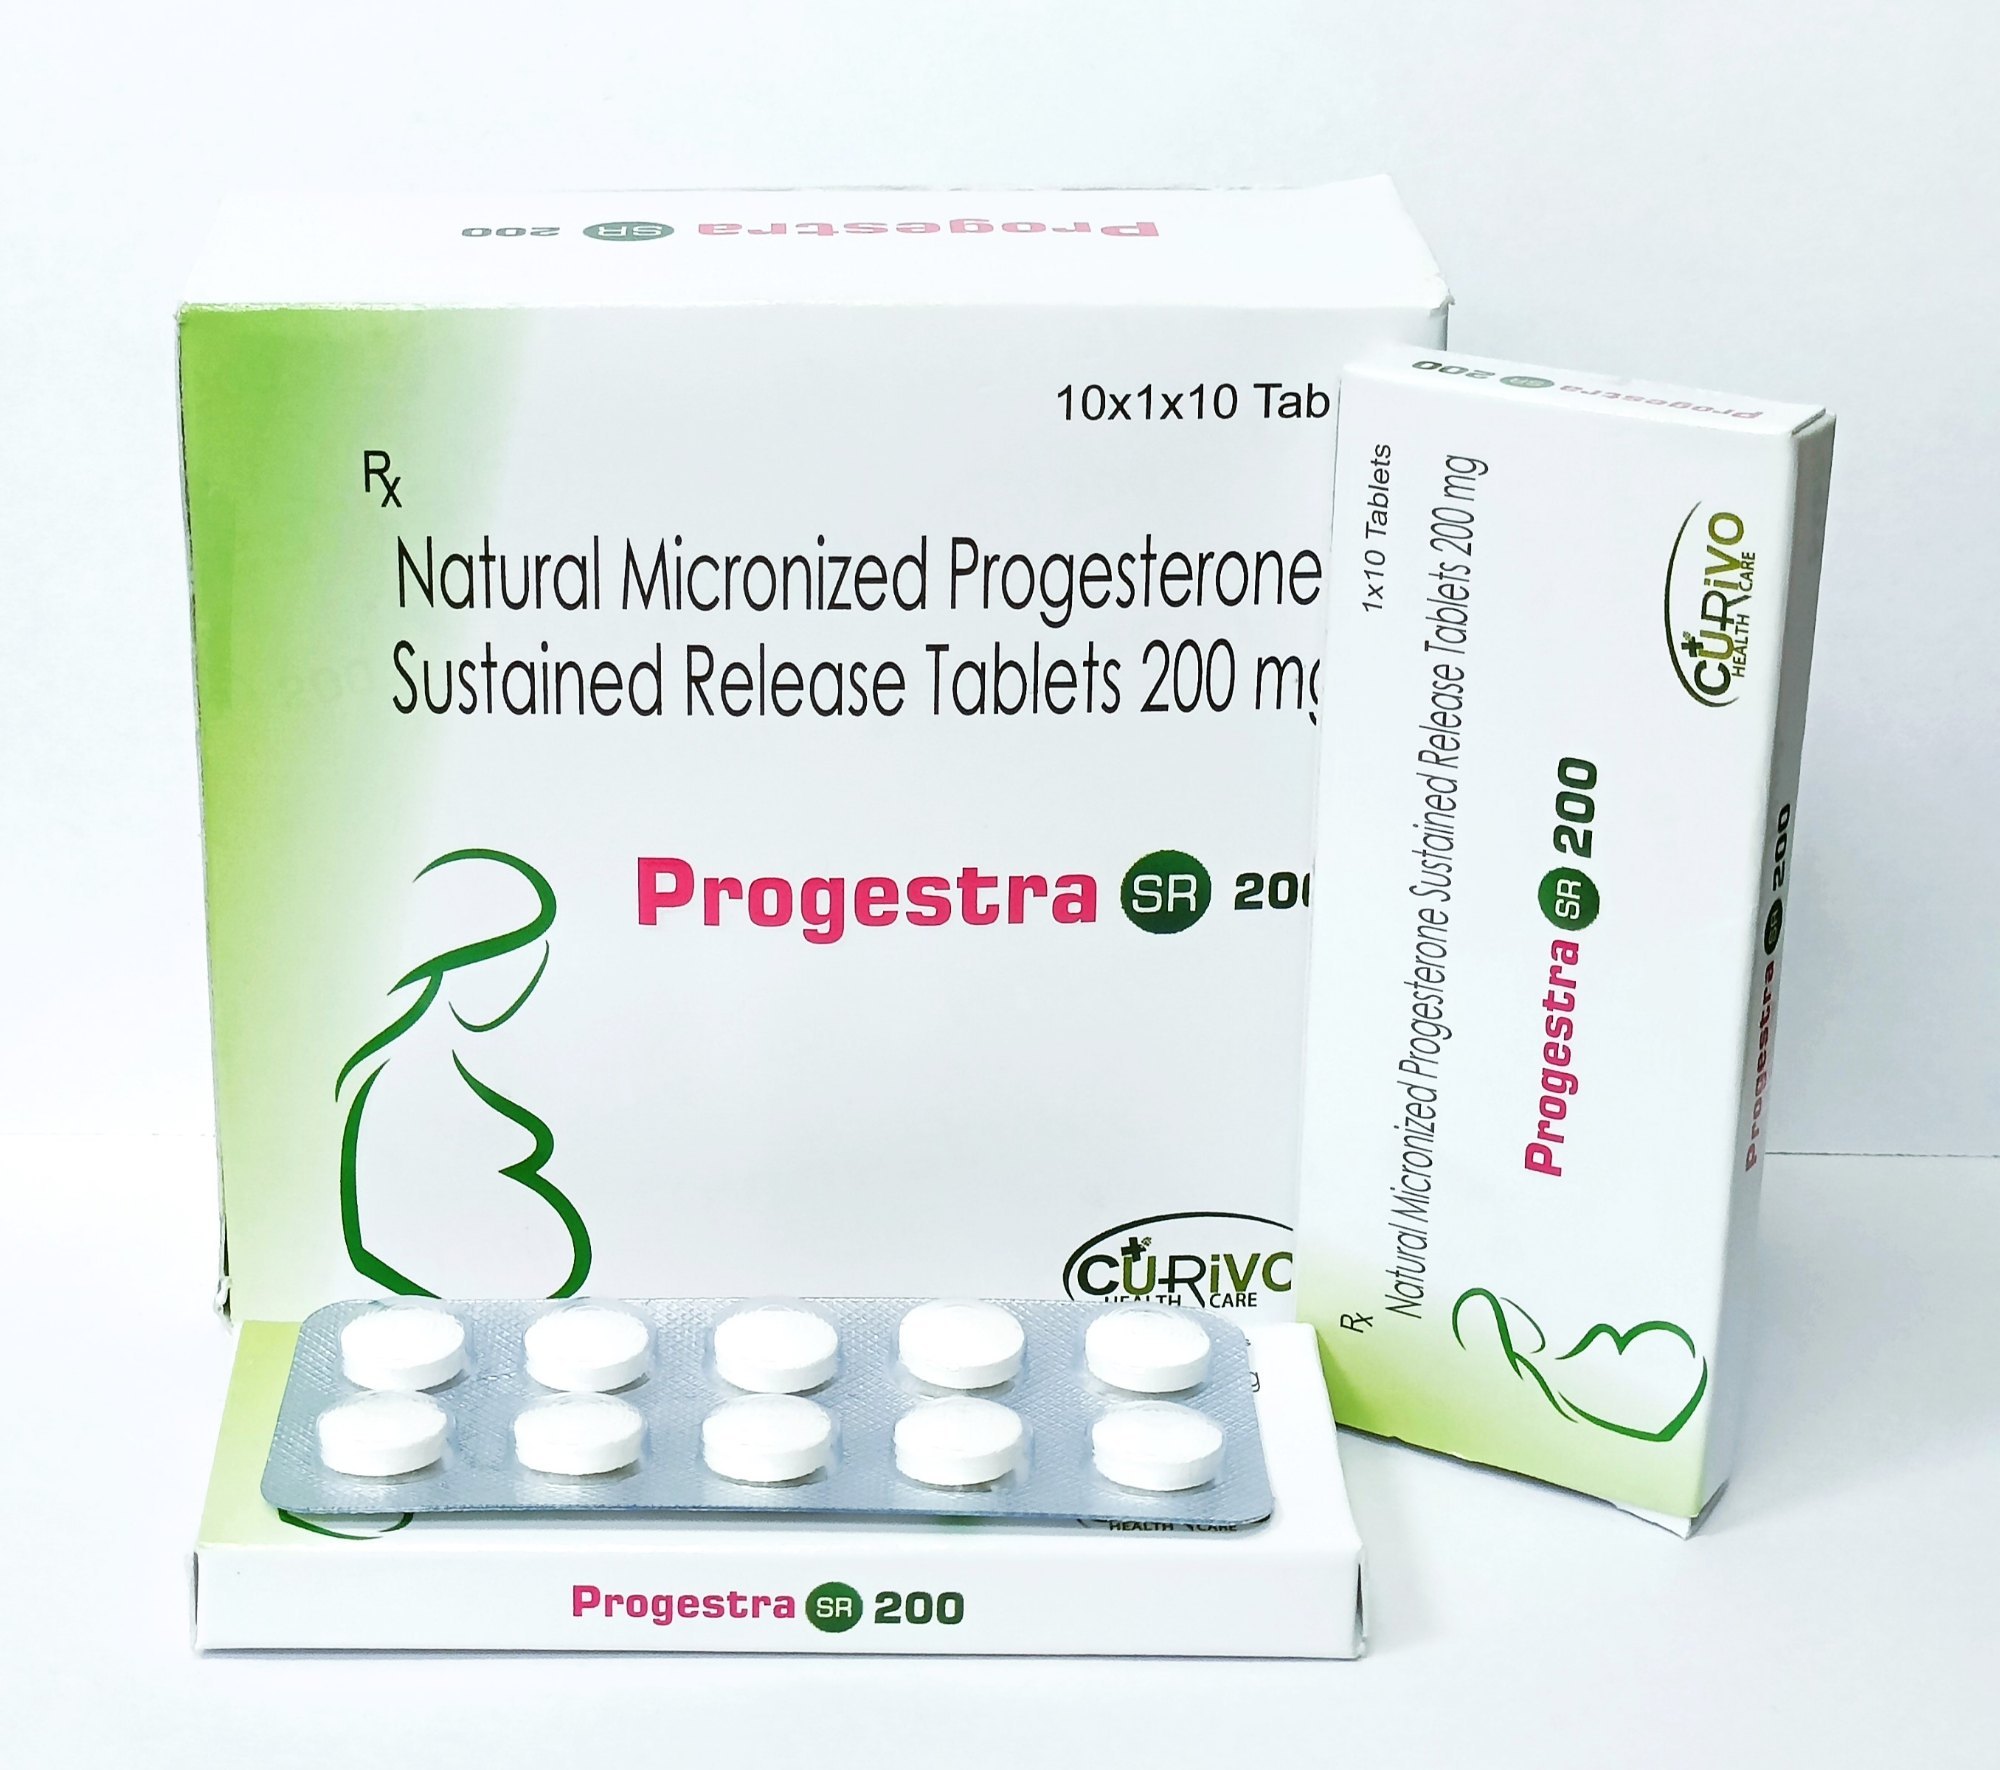 Progestra SR 200
10x1x10 Tab
Rx
Natural Micronized Progesterone
Sustained Release Tablets 200 mg
Progestra SR 200
CURiVO
HEALTH CARE
Progestra SR 200
1x10 Tablets
Rx
Natural Micronized Progesterone Sustained Release Tablets 200 mg
Progestra SR 200
CURiVO
HEALTH CARE
Progestra SR 200
HEALTH CARE
Progestra SR 200